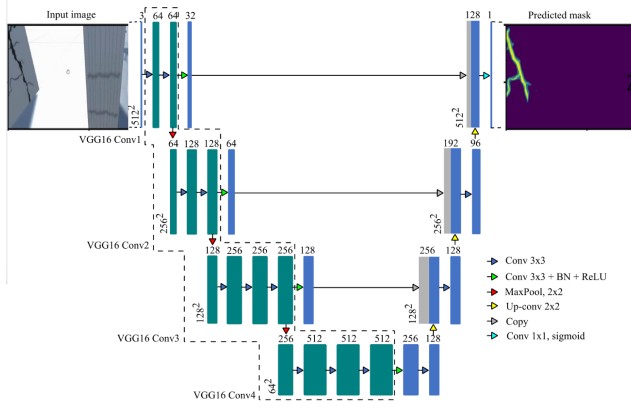 Input image
3
64
64
32
128
1
Predicted mask
512²
512²
VGG16 Conv1
64
128
128
64
192
96
256²
256²
VGG16 Conv2
128
256
256
256
128
256
128
128²
128²
VGG16 Conv3
256
512
512
512
256
128
64²
VGG16 Conv4
Conv 3x3
Conv 3x3 + BN + ReLU
MaxPool, 2x2
Up-conv 2x2
Copy
Conv 1x1, sigmoid